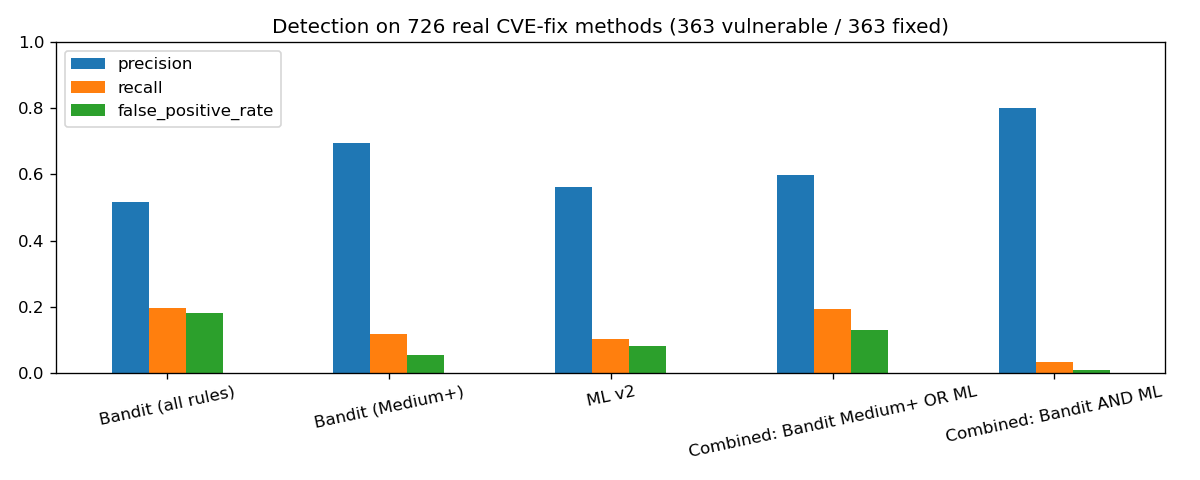 Detection on 726 real CVE-fix methods (363 vulnerable / 363 fixed)
1.0
0.8
0.6
0.4
0.2
0.0
precision
recall
false_positive_rate
Bandit (all rules)
Bandit (Medium+)
ML v2
Combined: Bandit Medium+ OR ML
Combined: Bandit AND ML